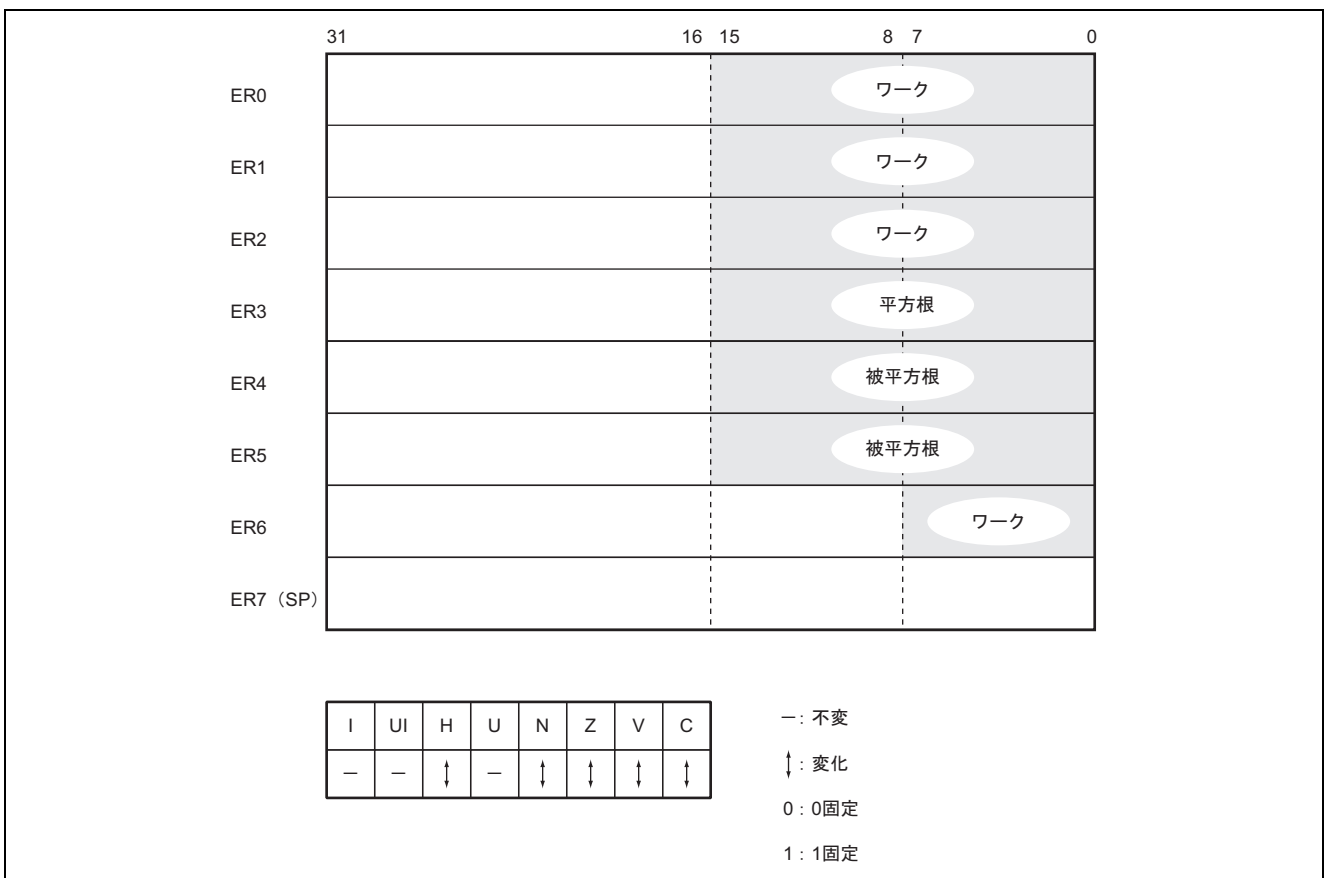 31 16 15 8 7 0
ER0 ワーク
ER1 ワーク
ER2 ワーク
ER3 平方根
ER4 被平方根
ER5 被平方根
ER6 ワーク
ER7（SP）
I UI H U N Z V C
－ － ↕ － ↕ ↕ ↕ ↕
－: 不変
↕: 変化
0 : 0固定
1 : 1固定